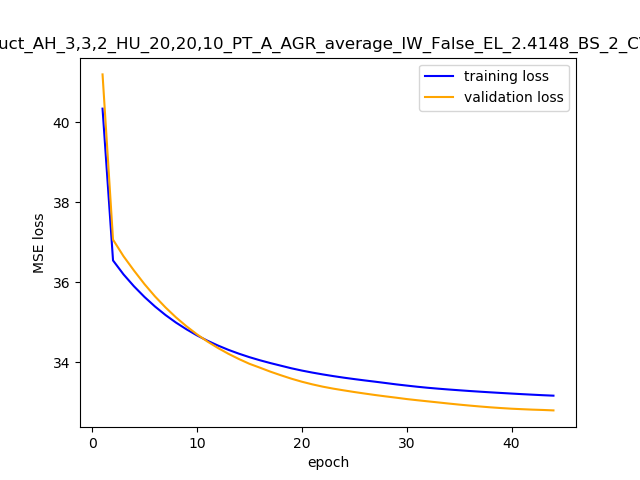 uct_AH_3,3,2_HU_20,20,10_PT_A_AGR_average_IW_False_EL_2.4148_BS_2_C
training loss
validation loss
MSE loss
40
38
36
34
0 10 20 30 40
epoch